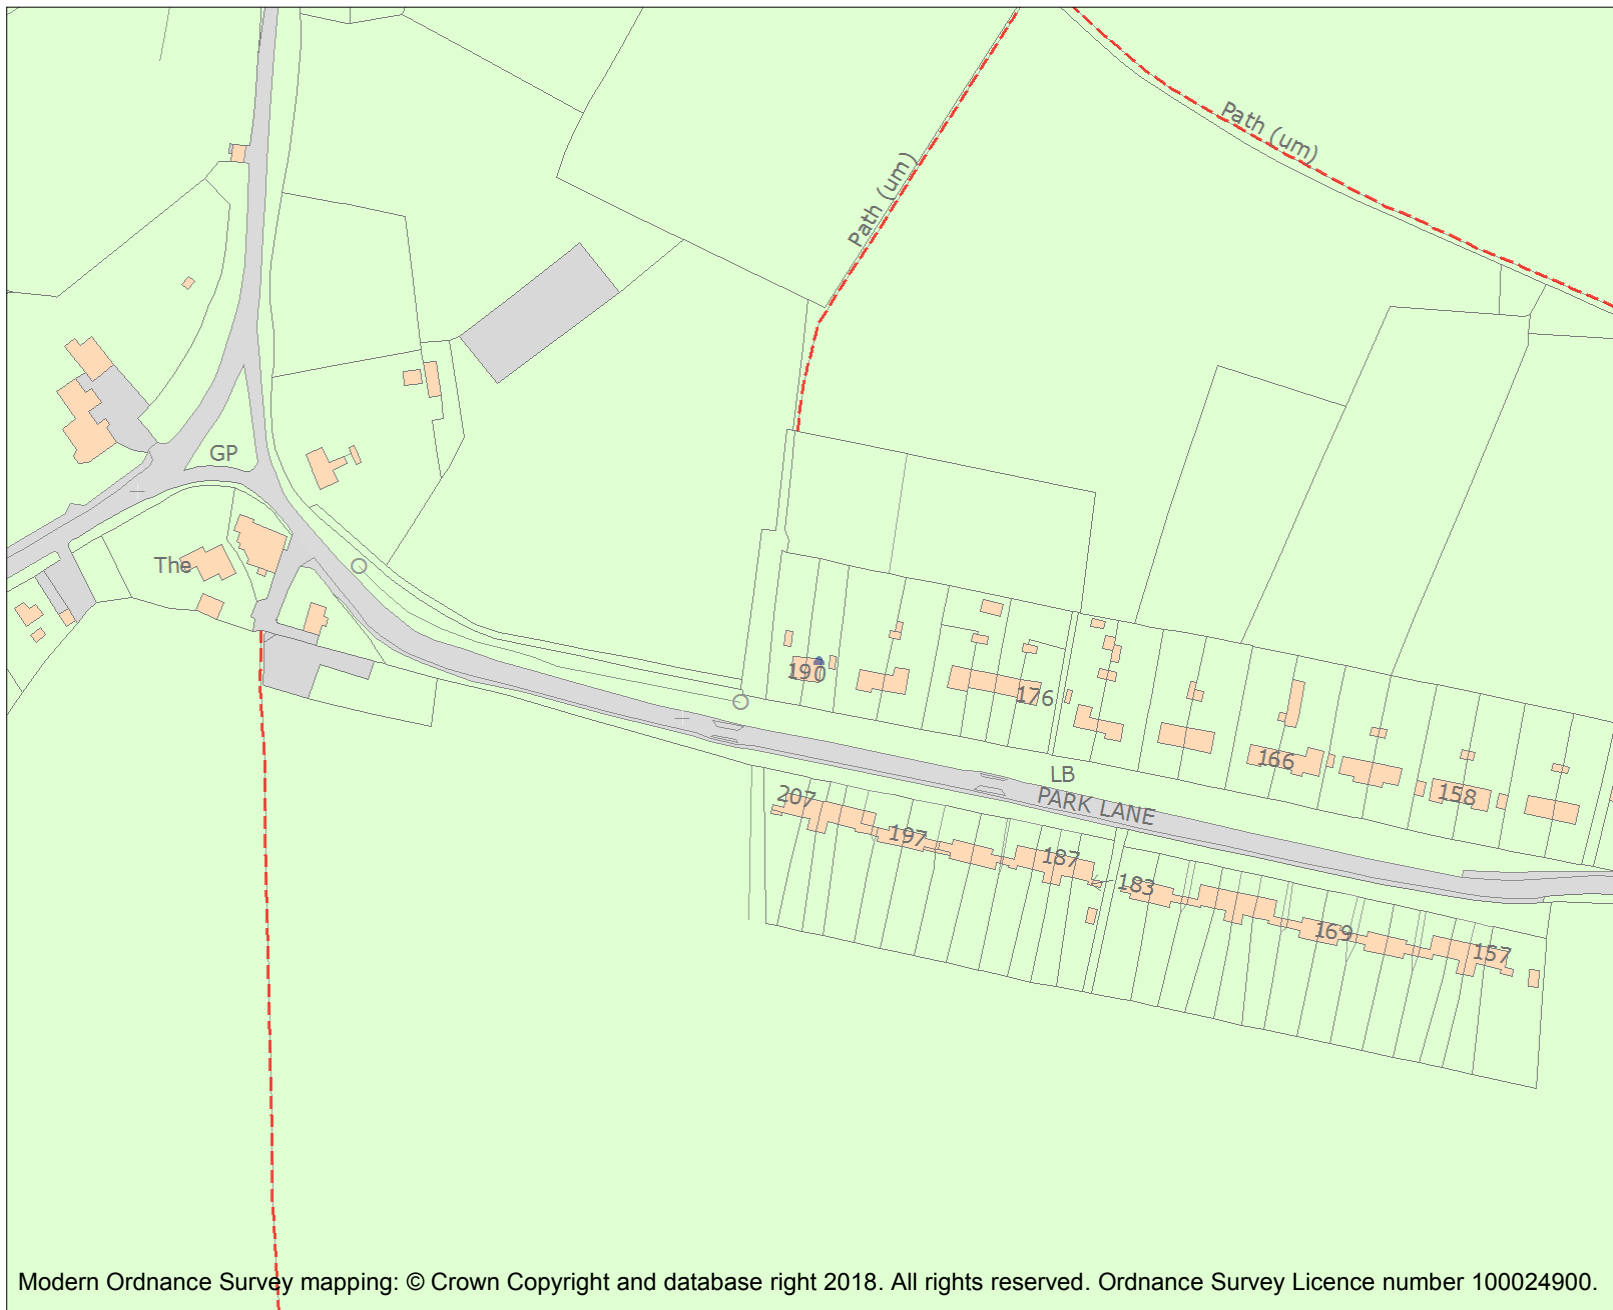 Path (um)
Path (um)
GP
The
190
176
LB
166
PARK LANE
158
207
197
187
183
169
157
Modern Ordnance Survey mapping: © Crown Copyright and database right 2018. All rights reserved. Ordnance Survey Licence number 100024900.